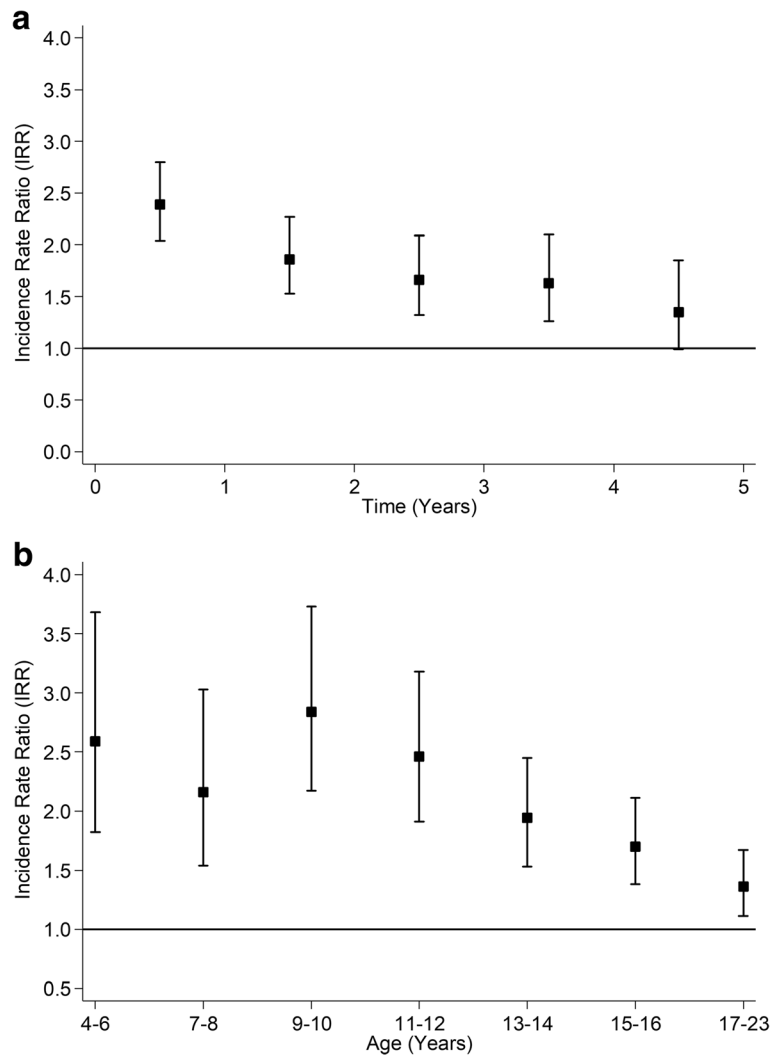 a
Incidence Rate Ratio (IRR)
4.0
3.5
3.0
2.5
2.0
1.5
1.0
0.5
0.0
0 1 2 3 4 5
Time (Years)
b
Incidence Rate Ratio (IRR)
4.0
3.5
3.0
2.5
2.0
1.5
1.0
0.5
4-6 7-8 9-10 11-12 13-14 15-16 17-23
Age (Years)